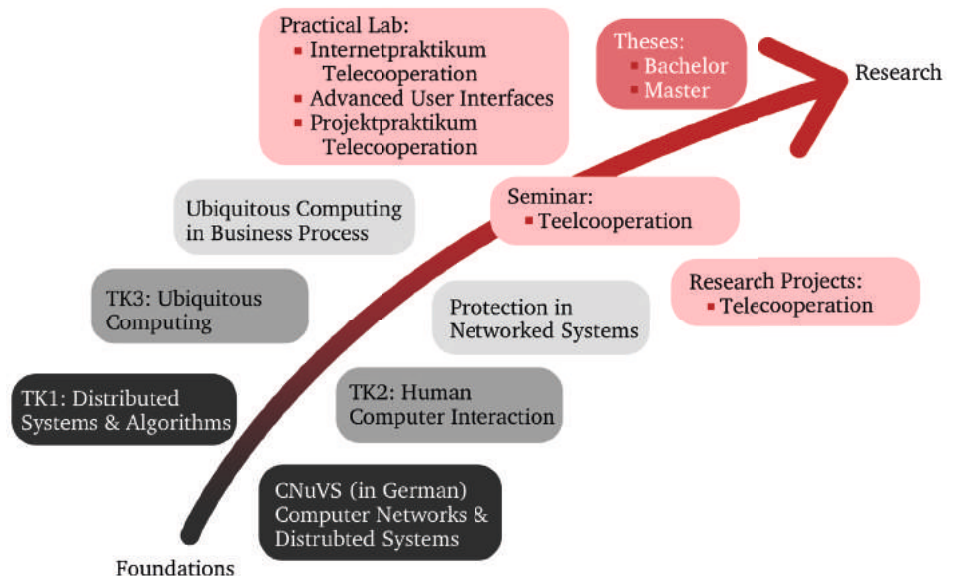 Practical Lab:
▪ Internetpraktikum
Telecooperation
▪ Advanced User Interfaces
▪ Projektpraktikum
Telecooperation
Theses:
▪ Bachelor
▪ Master
Research
Ubiquitous Computing
in Business Process
Seminar:
▪ Teelcooperation
TK3: Ubiquitous
Computing
Protection in
Networked Systems
Research Projects:
▪ Telecooperation
TK1: Distributed
Systems & Algorithms
TK2: Human
Computer Interaction
CNuVS (in German)
Computer Networks &
Distrubted Systems
Foundations